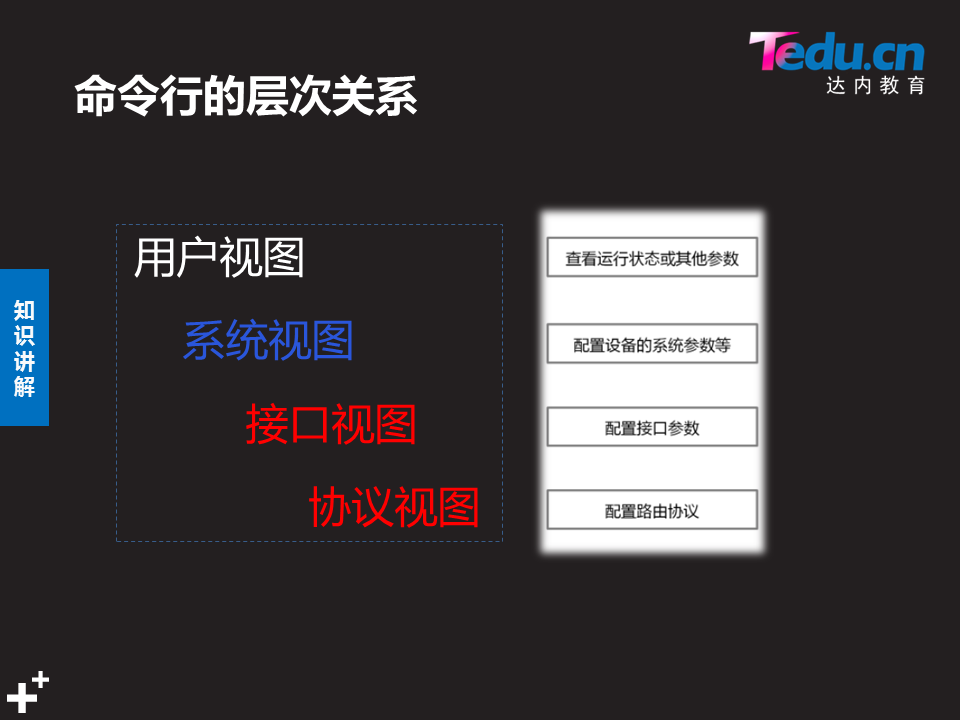 Tedu.cn
达内教育
命令行的层次关系
知识讲解
用户视图
查看运行状态或其他参数
系统视图
配置设备的系统参数等
接口视图
配置接口参数
协议视图
配置路由协议